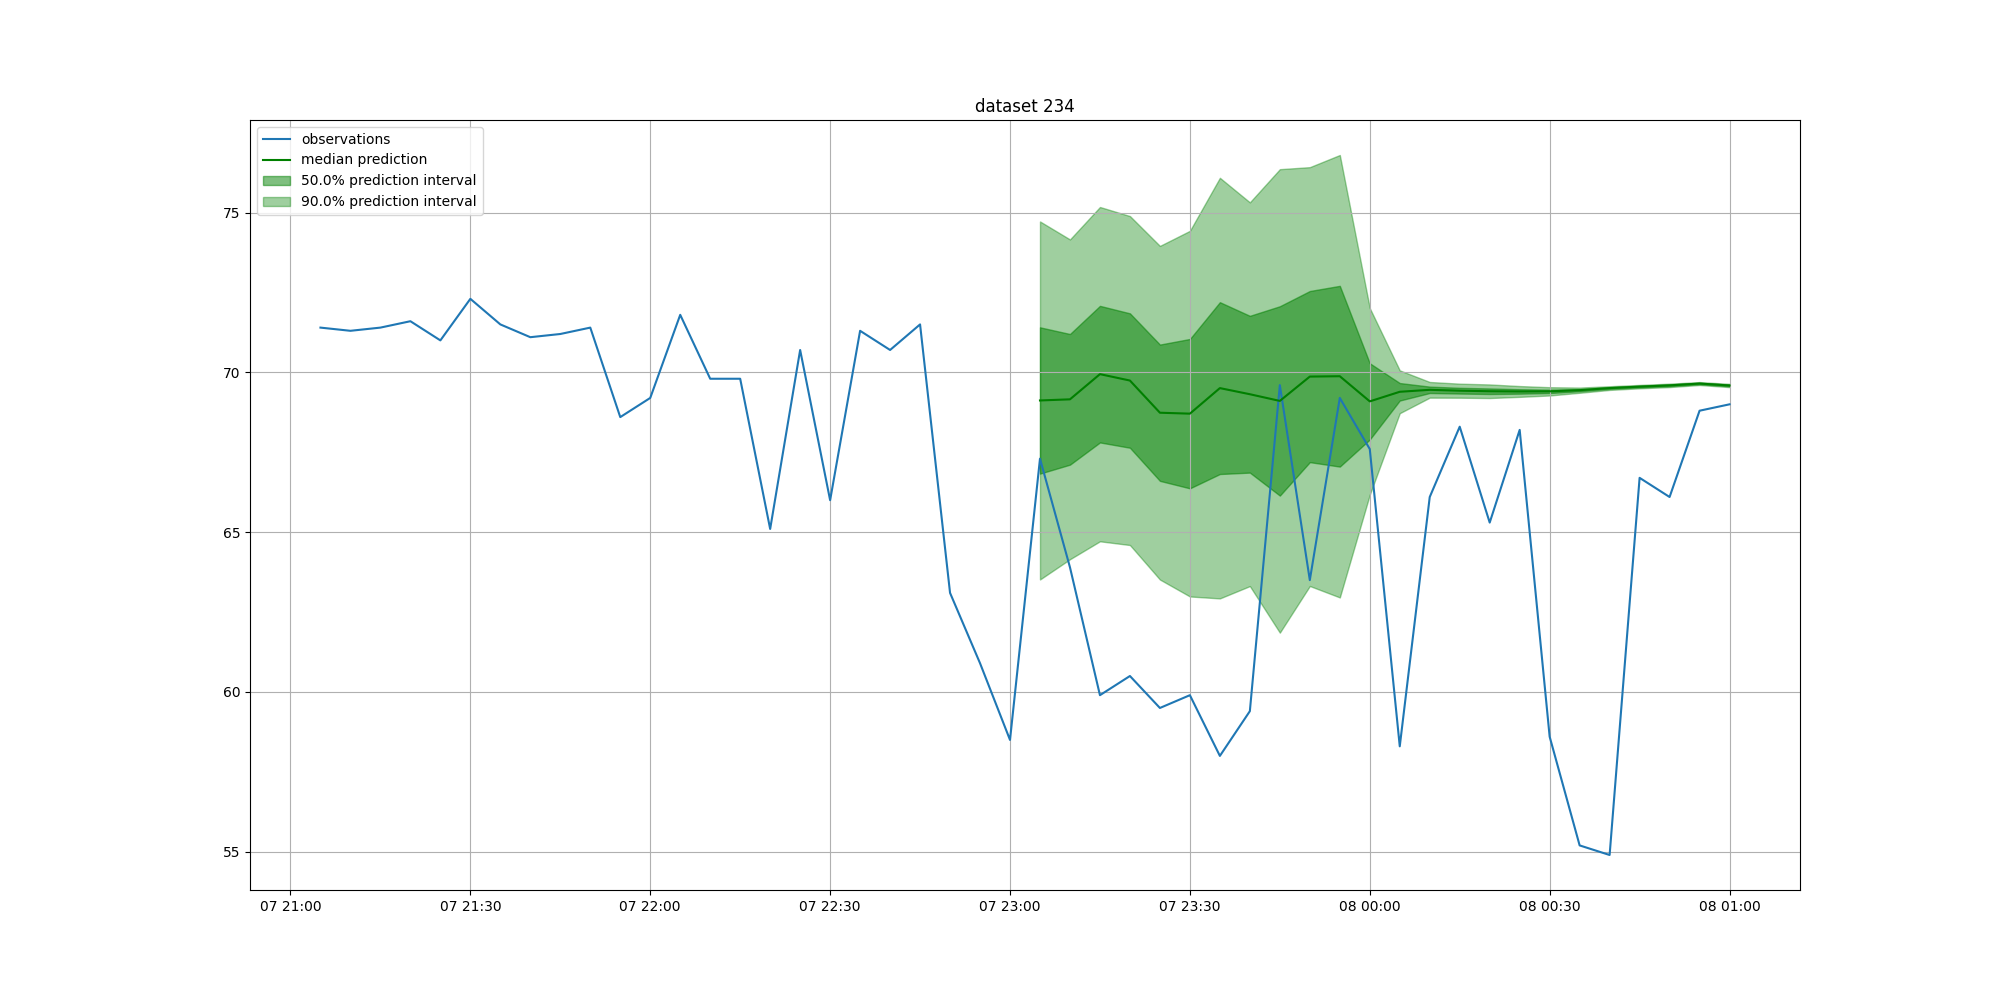 dataset 234
observations
median prediction
50.0% prediction interval
90.0% prediction interval
75
70
65
60
55
07 21:00 07 21:30 07 22:00 07 22:30 07 23:00 07 23:30 08 00:00 08 00:30 08 01:00